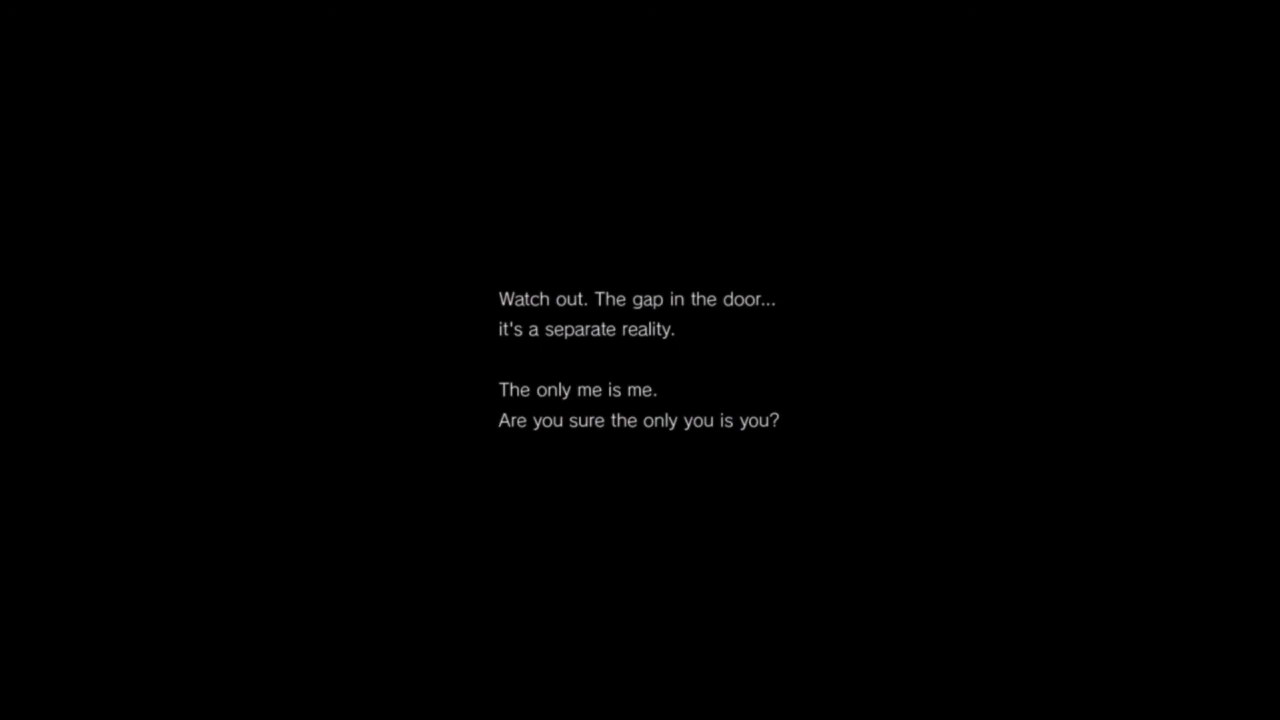 Watch out. The gap in the door...
it's a separate reality.
The only me is me.
Are you sure the only you is you?